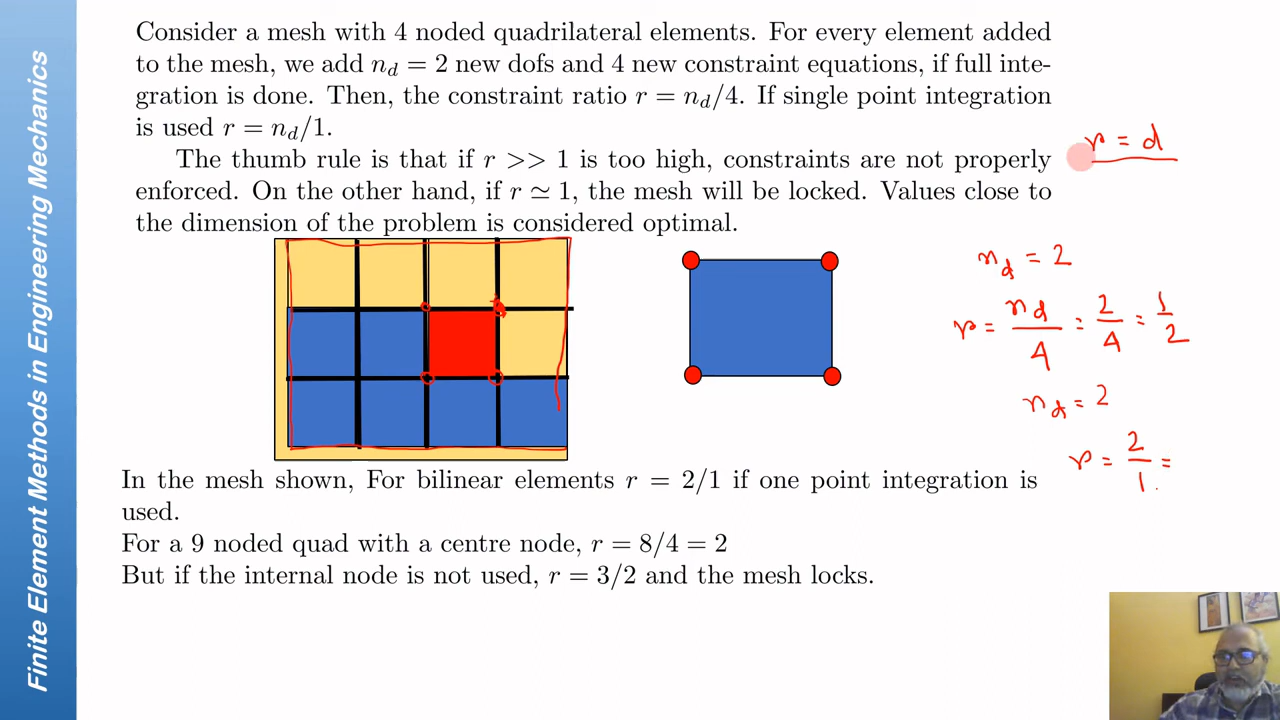 Finite Element Methods in Engineering Mechanics
Consider a mesh with 4 noded quadrilateral elements. For every element added
to the mesh, we add n_d = 2 new dofs and 4 new constraint equations, if full inte-
gration is done. Then, the constraint ratio r = n_d/4. If single point integration
is used r = n_d/1.
The thumb rule is that if r >> 1 is too high, constraints are not properly
enforced. On the other hand, if r ≃ 1, the mesh will be locked. Values close to
the dimension of the problem is considered optimal.
r = d
n_d = 2
r = n_d/4 = 2/4 = 1/2
n_d = 2
r = 2/1 =
In the mesh shown, For bilinear elements r = 2/1 if one point integration is
used.
For a 9 noded quad with a centre node, r = 8/4 = 2
But if the internal node is not used, r = 3/2 and the mesh locks.